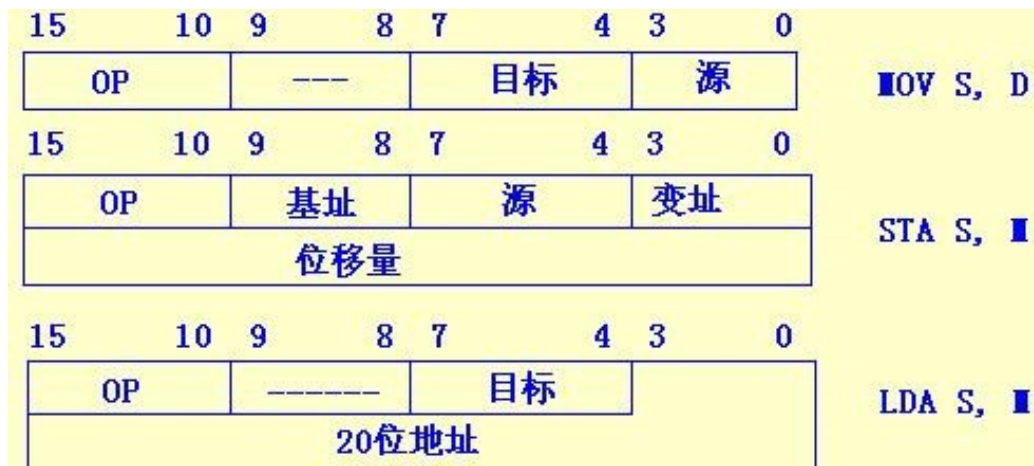 15 10 9 8 7 4 3 0
OP --- 目标 源 MOV S, D
15 10 9 8 7 4 3 0
OP 基址 源 变址 STA S, M
位移量
15 10 9 8 7 4 3 0
OP ------ 目标 LDA S, M
20位地址